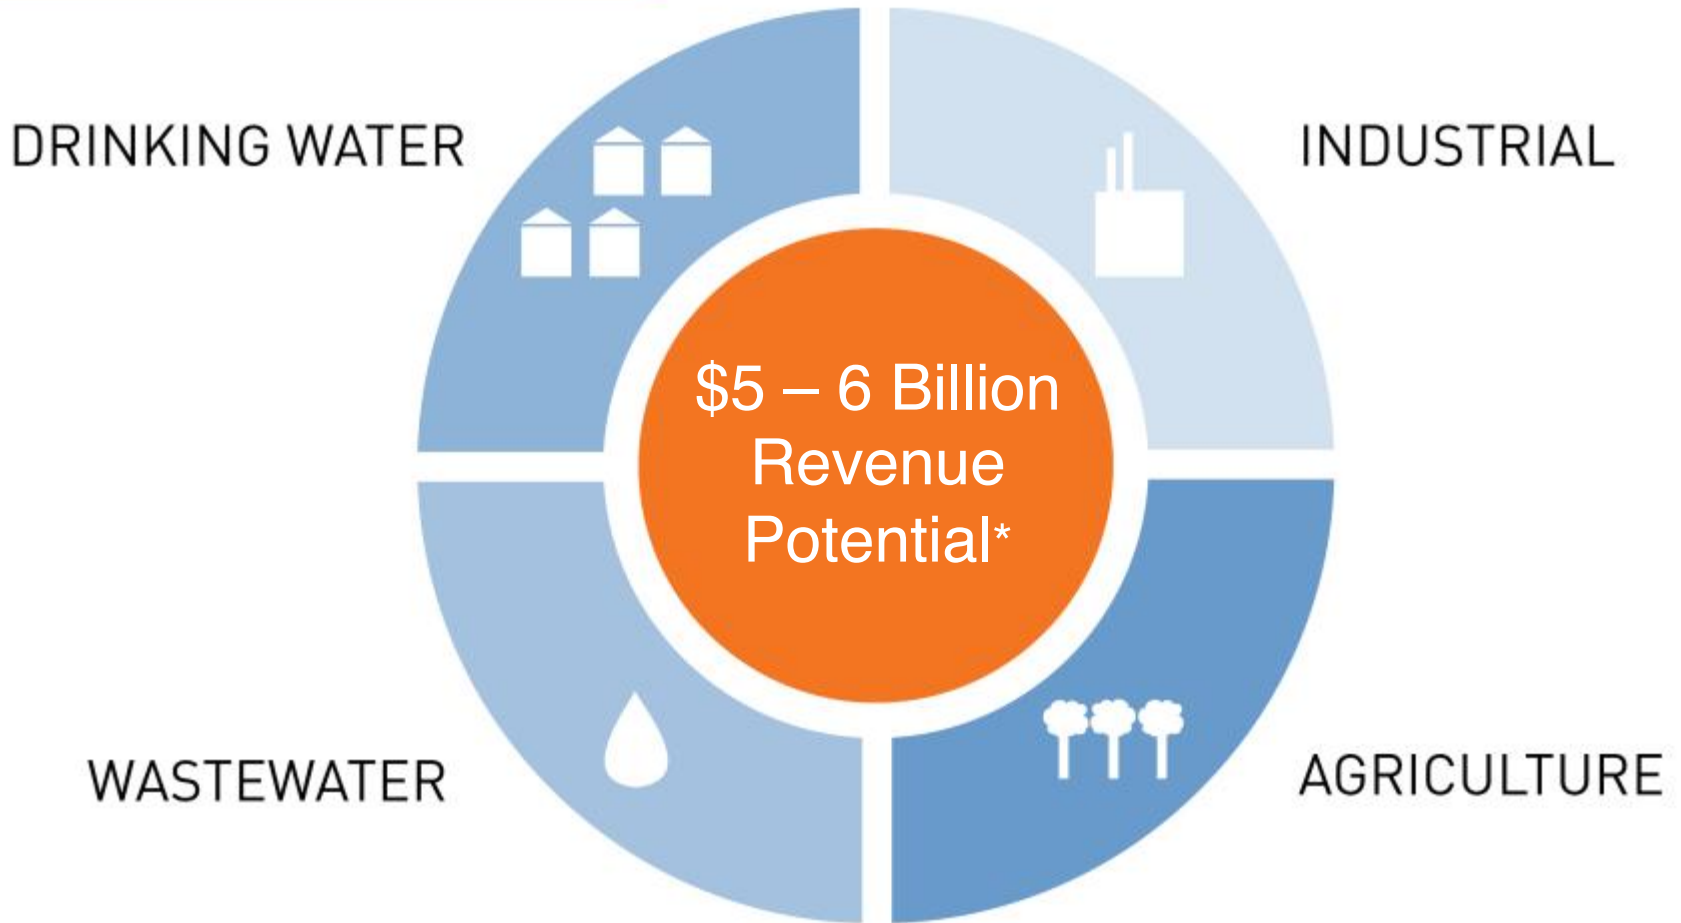 DRINKING WATER
INDUSTRIAL
$5 – 6 Billion
Revenue
Potential*
WASTEWATER
AGRICULTURE